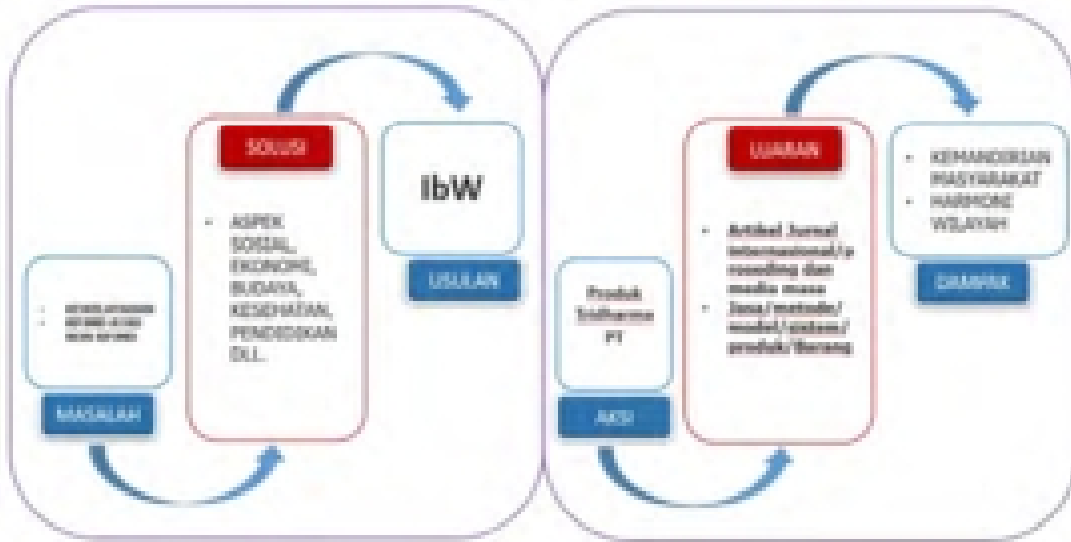 MASALAH
SOLUSI
• ASPEK
SOSIAL,
EKONOMI,
BUDAYA,
KESEHATAN,
PENDIDIKAN
DLL.
IbW
USULAN
Produk
Tridharma
PT
AKSI
LUARAN
• Artikel Jurnal
internasional/p
rosiding dan
media masa
• Jasa/metode/
model/sistem/
produk/Barang
• KEMANDIRIAN
MASYARAKAT
• HARMONI
WILAYAH
DAMPAK